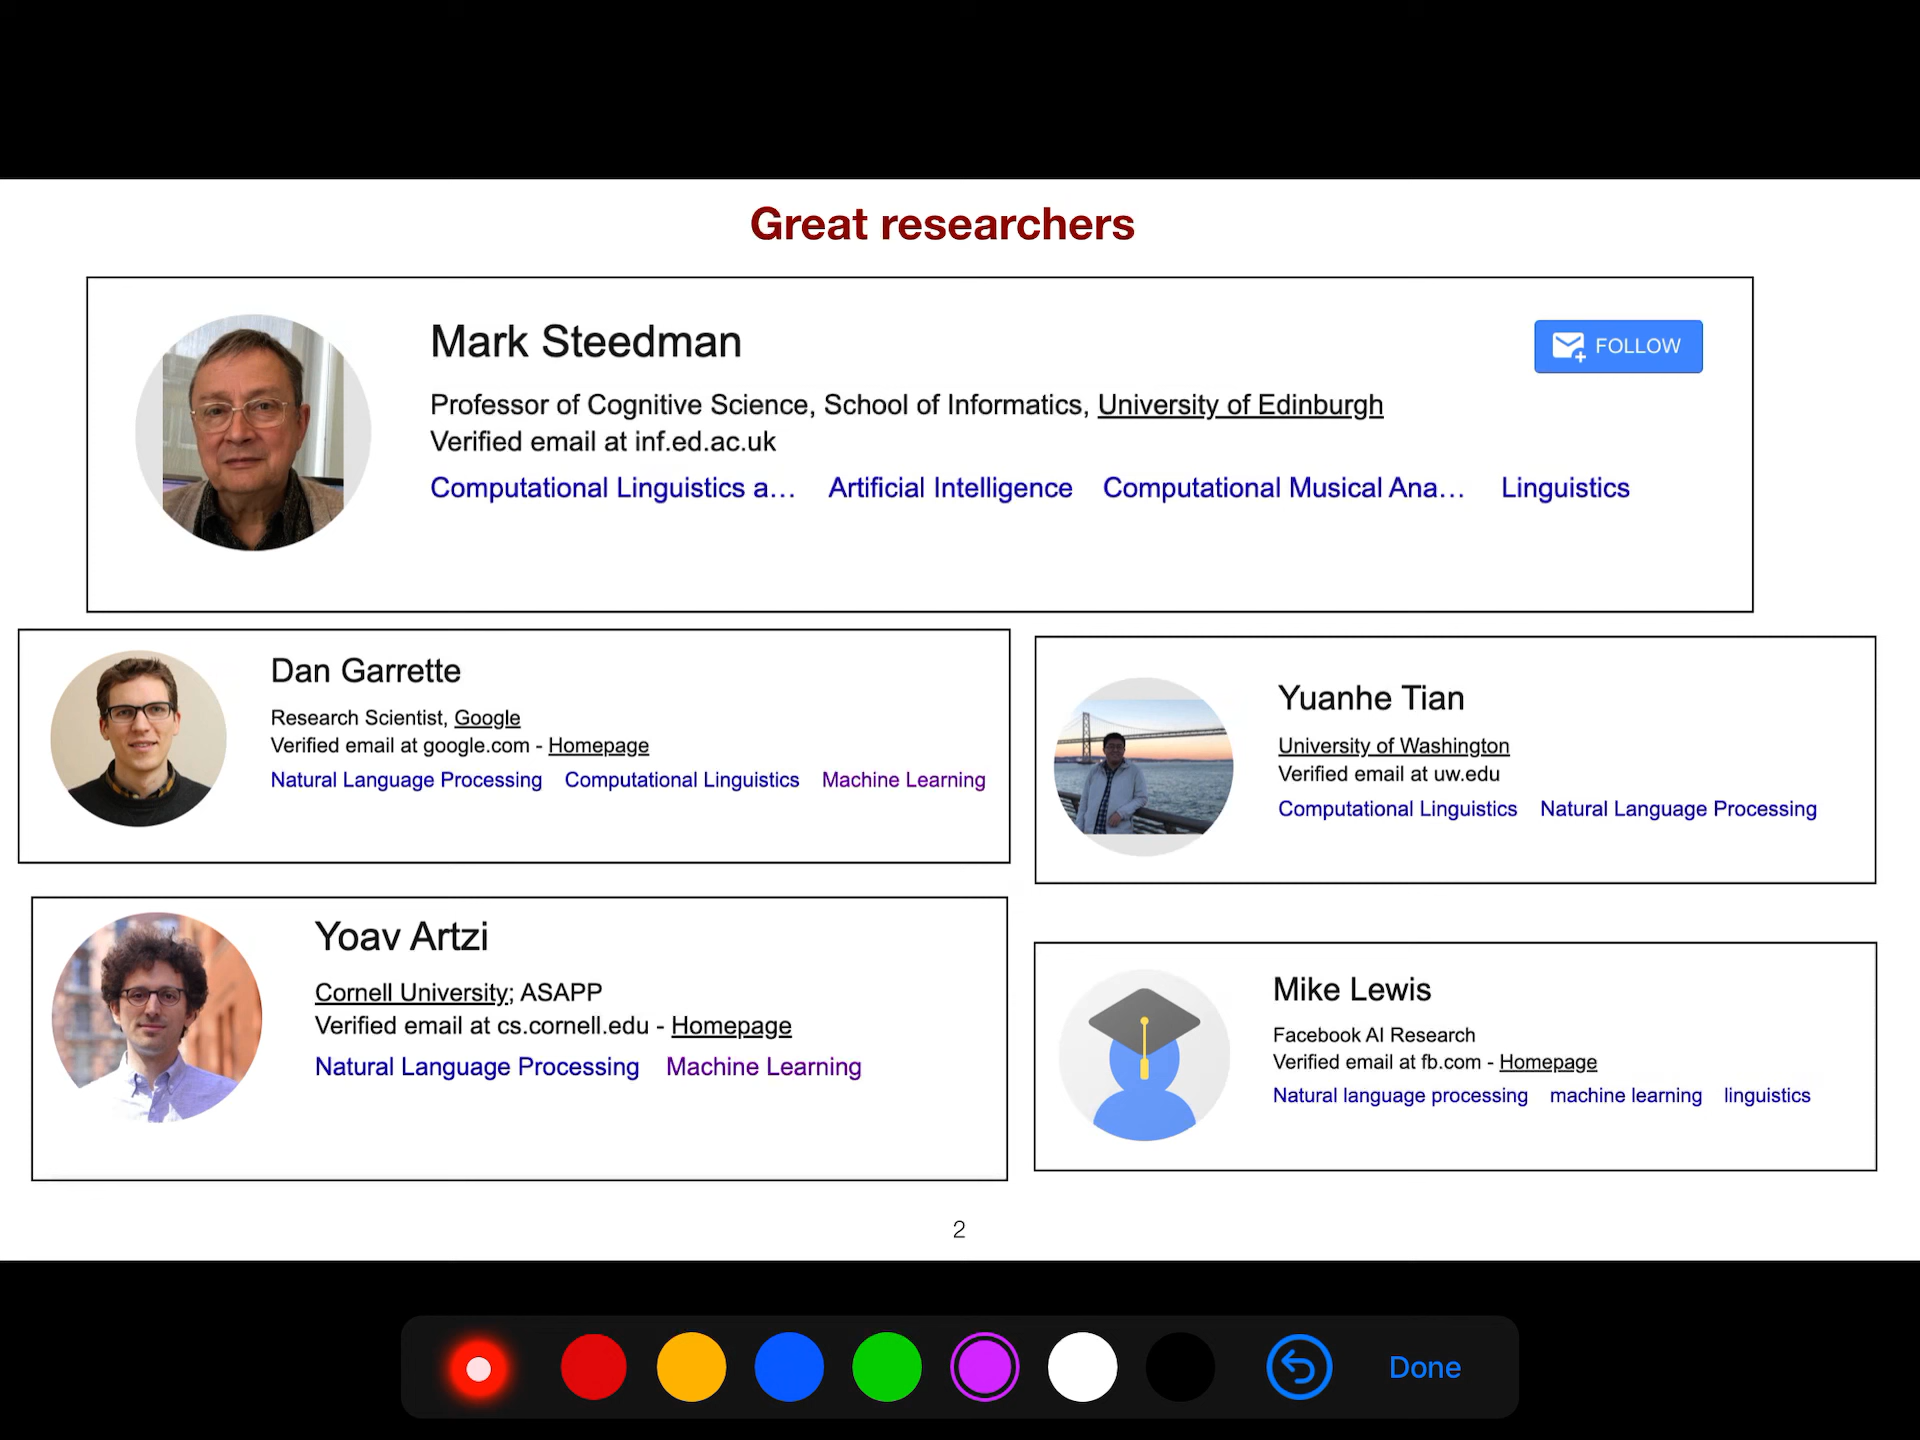 Great researchers
Mark Steedman
FOLLOW
Professor of Cognitive Science, School of Informatics, University of Edinburgh
Verified email at inf.ed.ac.uk
Computational Linguistics a… Artificial Intelligence Computational Musical Ana… Linguistics
Dan Garrette
Research Scientist, Google
Verified email at google.com - Homepage
Natural Language Processing Computational Linguistics Machine Learning
Yuanhe Tian
University of Washington
Verified email at uw.edu
Computational Linguistics Natural Language Processing
Yoav Artzi
Cornell University; ASAPP
Verified email at cs.cornell.edu - Homepage
Natural Language Processing Machine Learning
Mike Lewis
Facebook AI Research
Verified email at fb.com - Homepage
Natural language processing machine learning linguistics
2
Done